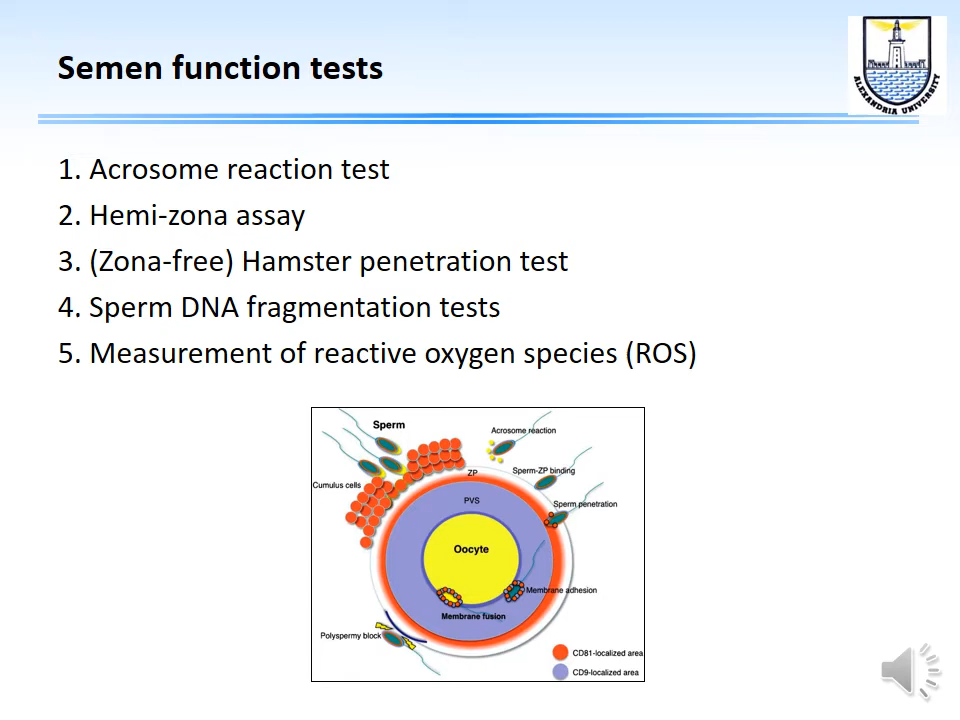 Semen function tests
ALEXANDRIA UNIVERSITY
1. Acrosome reaction test
2. Hemi-zona assay
3. (Zona-free) Hamster penetration test
4. Sperm DNA fragmentation tests
5. Measurement of reactive oxygen species (ROS)
Sperm
Acrosome reaction
ZP
Sperm-ZP binding
Cumulus cells
PVS
Sperm penetration
Oocyte
Membrane adhesion
Membrane fusion
Polyspermy block
CD81-localized area
CD9-localized area